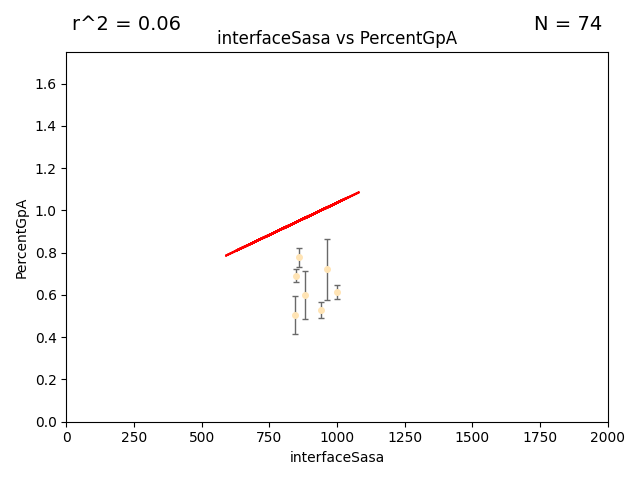 r^2 = 0.06
N = 74
interfaceSasa vs PercentGpA
1.6
1.4
1.2
1.0
0.8
0.6
0.4
0.2
0.0
PercentGpA
0 250 500 750 1000 1250 1500 1750 2000
interfaceSasa